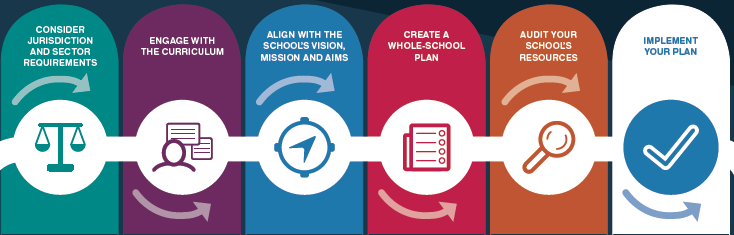 CONSIDER
JURISDICTION
AND SECTOR
REQUIREMENTS
ENGAGE WITH
THE CURRICULUM
ALIGN WITH THE
SCHOOL'S VISION,
MISSION AND AIMS
CREATE A
WHOLE-SCHOOL
PLAN
AUDIT YOUR
SCHOOL'S
RESOURCES
IMPLEMENT
YOUR PLAN